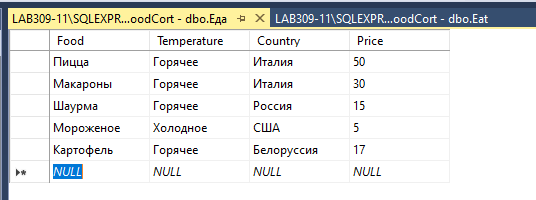 LAB309-11\SQLEXPR...oodCort - dbo.Еда LAB309-11\SQLEXPR...oodCort - dbo.Eat
Food Temperature Country Price
Пицца Горячее Италия 50
Макароны Горячее Италия 30
Шаурма Горячее Россия 15
Мороженое Холодное США 5
Картофель Горячее Белоруссия 17
NULL NULL NULL NULL